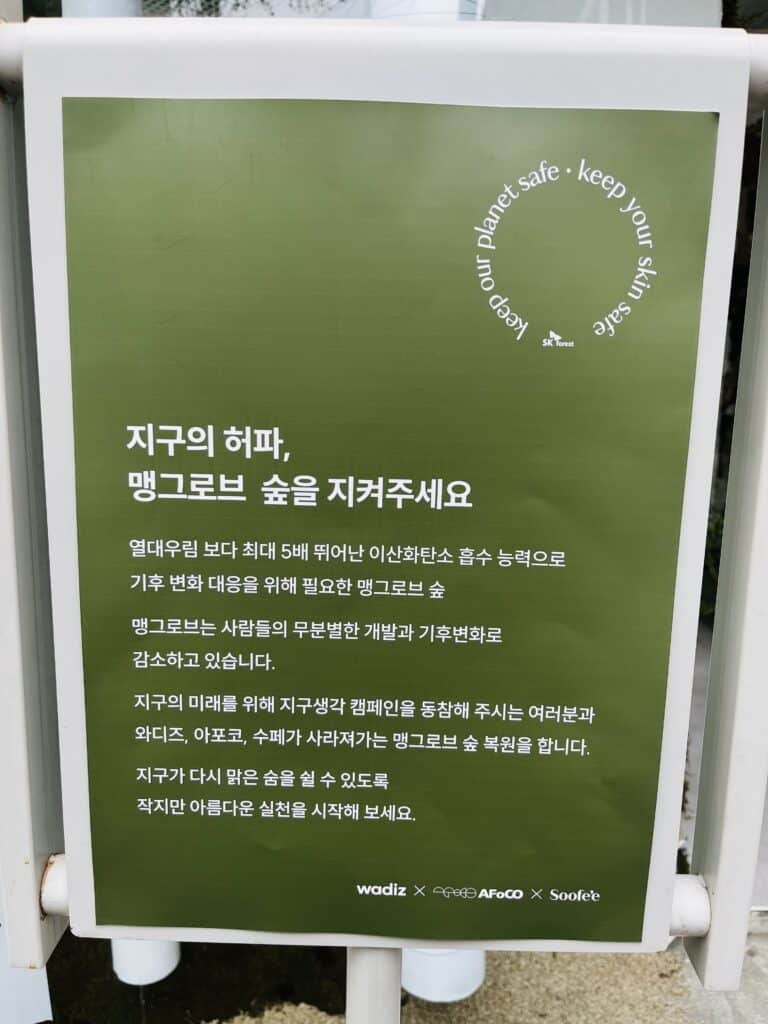 keep our planet safe · keep your skin safe
SK forest
지구의 허파,
맹그로브 숲을 지켜주세요
열대우림 보다 최대 5배 뛰어난 이산화탄소 흡수 능력으로
기후 변화 대응을 위해 필요한 맹그로브 숲
맹그로브는 사람들의 무분별한 개발과 기후변화로
감소하고 있습니다.
지구의 미래를 위해 지구생각 캠페인을 동참해 주시는 여러분과
와디즈, 아포코, 수페가 사라져가는 맹그로브 숲 복원을 합니다.
지구가 다시 맑은 숨을 쉴 수 있도록
작지만 아름다운 실천을 시작해 보세요.
wadiz × AFoCO × Soofee